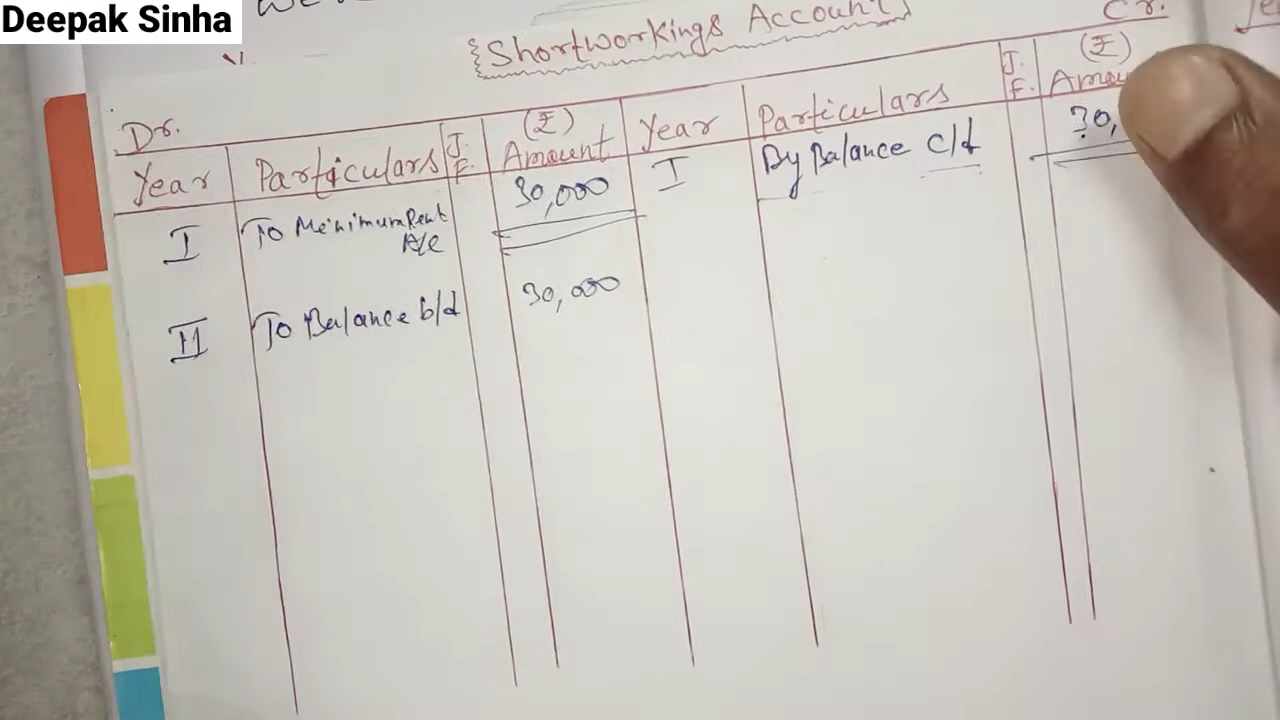 Deepak Sinha
Shortworkings Account
Dr. Cr.
Year Particulars J.F. (₹) Amount Year Particulars J.F. (₹)
I To Minimum Rent A/c 30,000 I By Balance c/d 30,
II To Balance b/d 30,000